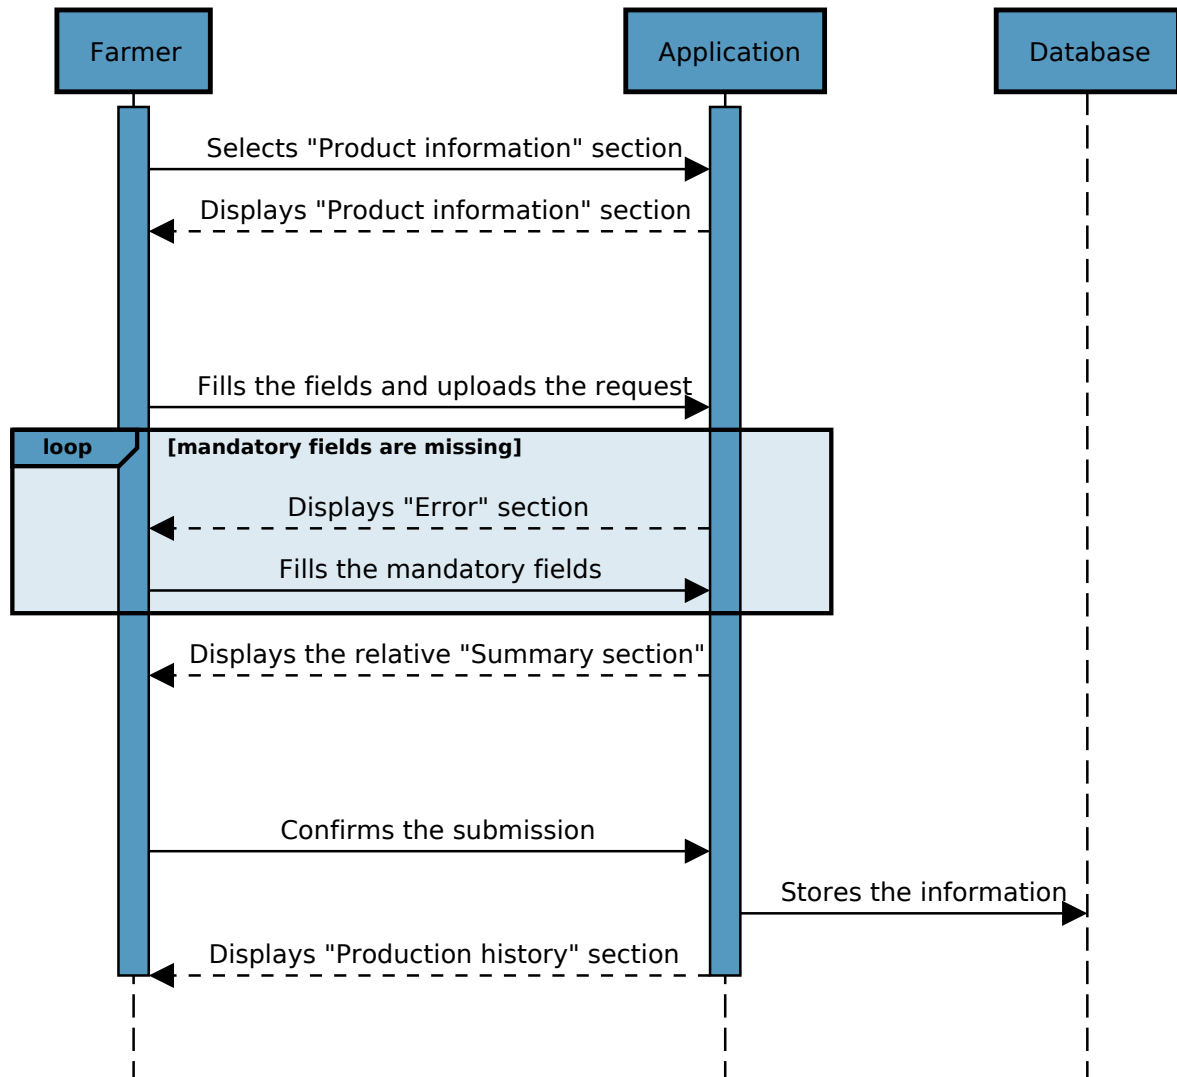 Farmer
Application
Database
Selects "Product information" section
Displays "Product information" section
Fills the fields and uploads the request
loop
[mandatory fields are missing]
Displays "Error" section
Fills the mandatory fields
Displays the relative "Summary section"
Confirms the submission
Stores the information
Displays "Production history" section